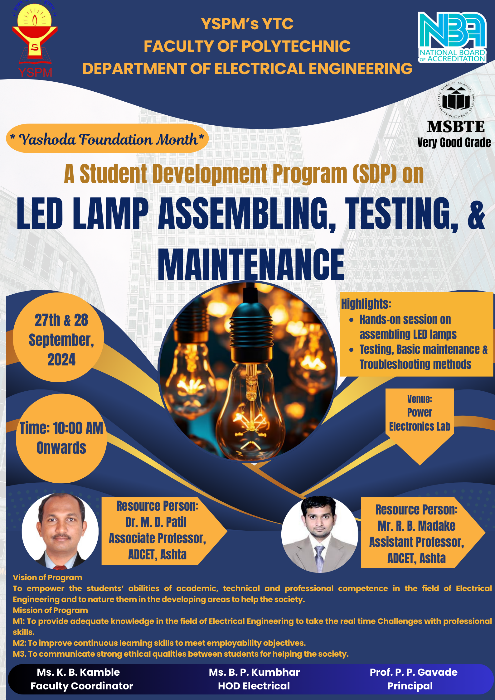 YSPM's YTC
FACULTY OF POLYTECHNIC
DEPARTMENT OF ELECTRICAL ENGINEERING
S
YSPM
NBA
NATIONAL BOARD
OF ACCREDITATION
MSBTE
Very Good Grade
* Yashoda Foundation Month*
A Student Development Program (SDP) on
LED LAMP ASSEMBLING, TESTING, &
MAINTENANCE
27th & 28
September,
2024
Highlights:
• Hands-on session on
assembling LED lamps
• Testing, Basic maintenance &
Troubleshooting methods
Time: 10:00 AM
Onwards
Venue:
Power
Electronics Lab
Resource Person:
Dr. M. D. Patil
Associate Professor,
ADCET, Ashta
Resource Person:
Mr. R. B. Madake
Assistant Professor,
ADCET, Ashta
Vision of Program
To empower the students' abilities of academic, technical and professional competence in the field of Electrical
Engineering and to nature them in the developing areas to help the society.
Mission of Program
M1: To provide adequate knowledge in the field of Electrical Engineering to take the real time Challenges with professional
skills.
M2: To improve continuous learning skills to meet employability objectives.
M3. To communicate strong ethical qualities between students for helping the society.
Ms. K. B. Kamble
Faculty Coordinator
Ms. B. P. Kumbhar
HOD Electrical
Prof. P. P. Gavade
Principal